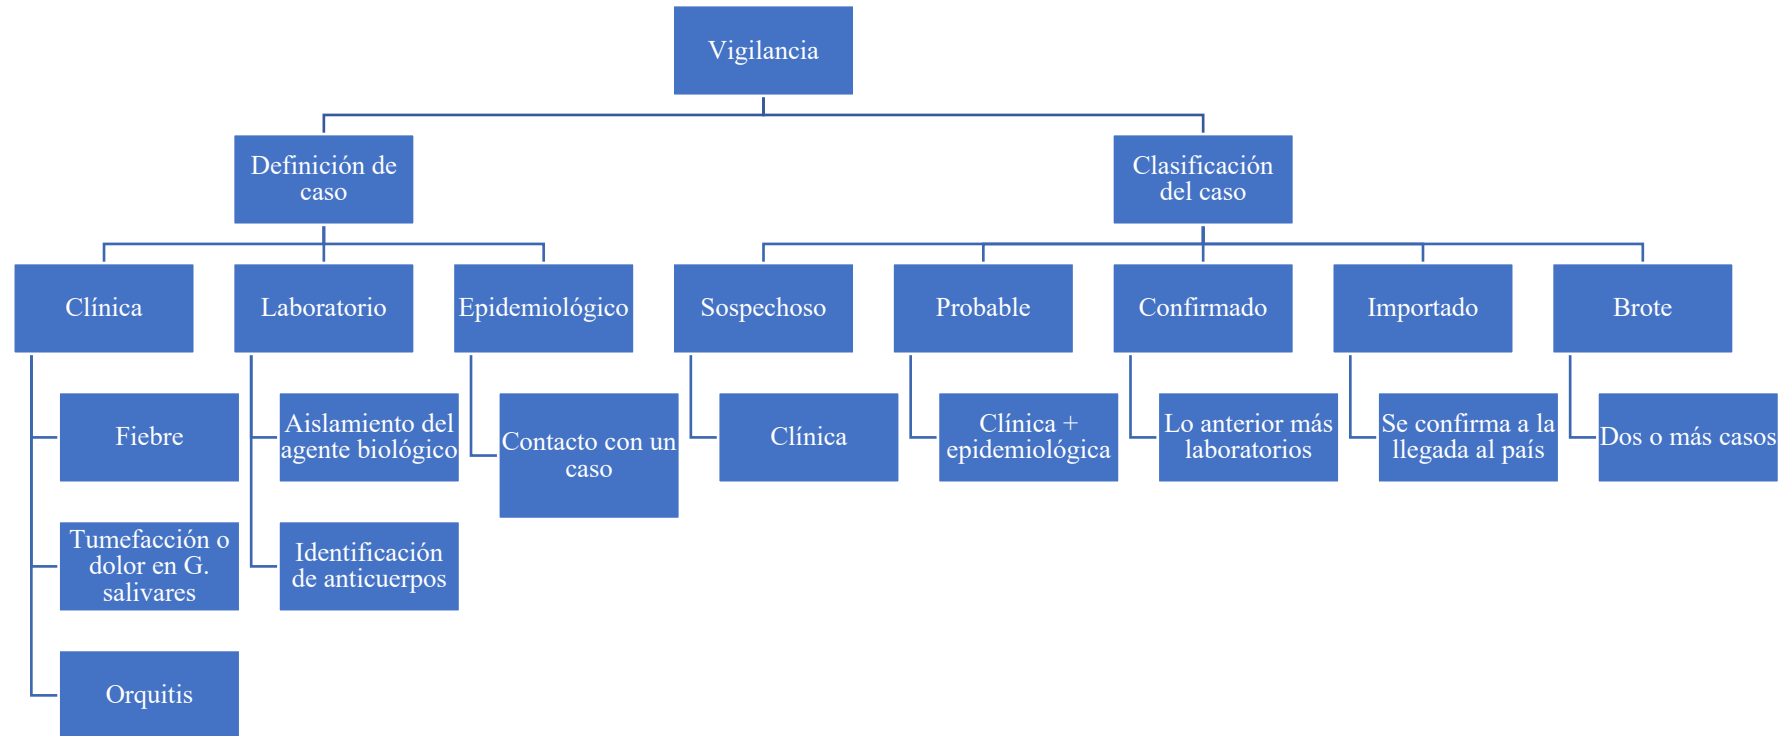 Vigilancia
Definición de
caso
Clasificación
del caso
Clínica
Laboratorio
Epidemiológico
Sospechoso
Probable
Confirmado
Importado
Brote
Fiebre
Aislamiento del
agente biológico
Contacto con un
caso
Clínica
Clínica +
epidemiológica
Lo anterior más
laboratorios
Se confirma a la
llegada al país
Dos o más casos
Tumefacción o
dolor en G.
salivares
Identificación
de anticuerpos
Orquitis